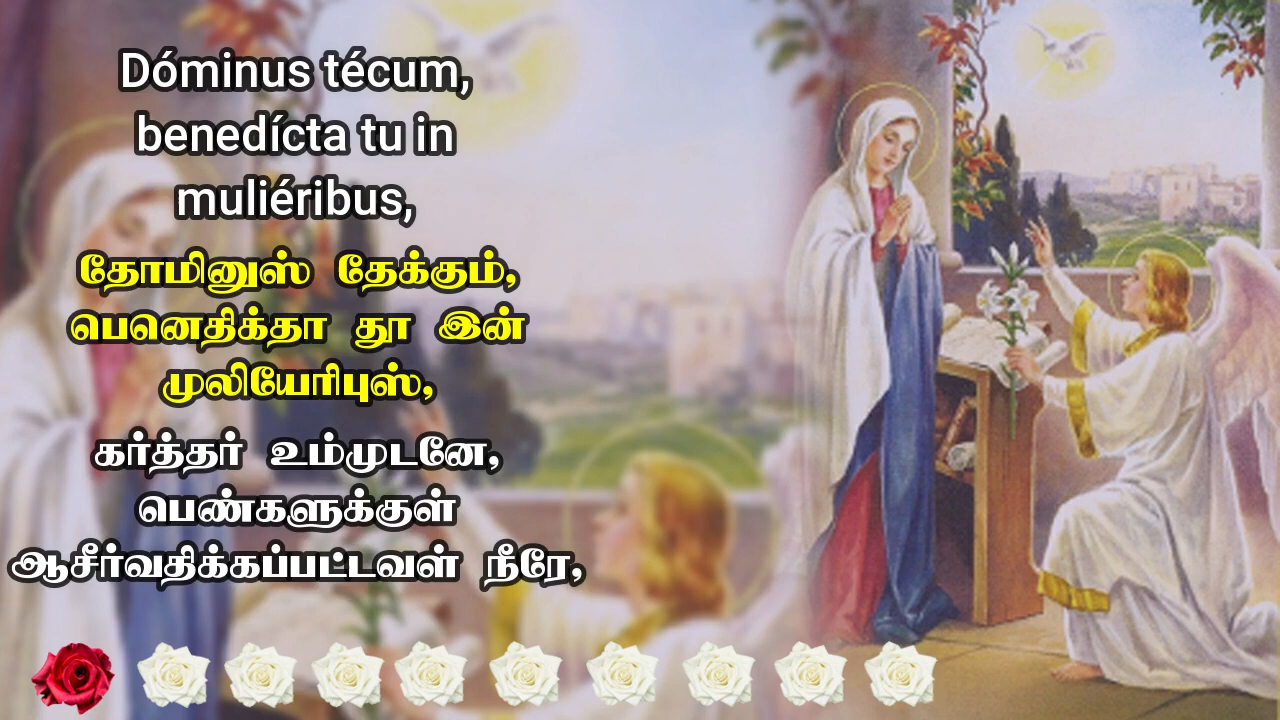 Dóminus técum,
benedícta tu in
muliéribus,
தோமினுஸ் தேக்கும்,
பெனெதிக்தா தூ இன்
முலியேரிபுஸ்,
கர்த்தர் உம்முடனே,
பெண்களுக்குள்
ஆசீர்வதிக்கப்பட்டவள் நீரே,